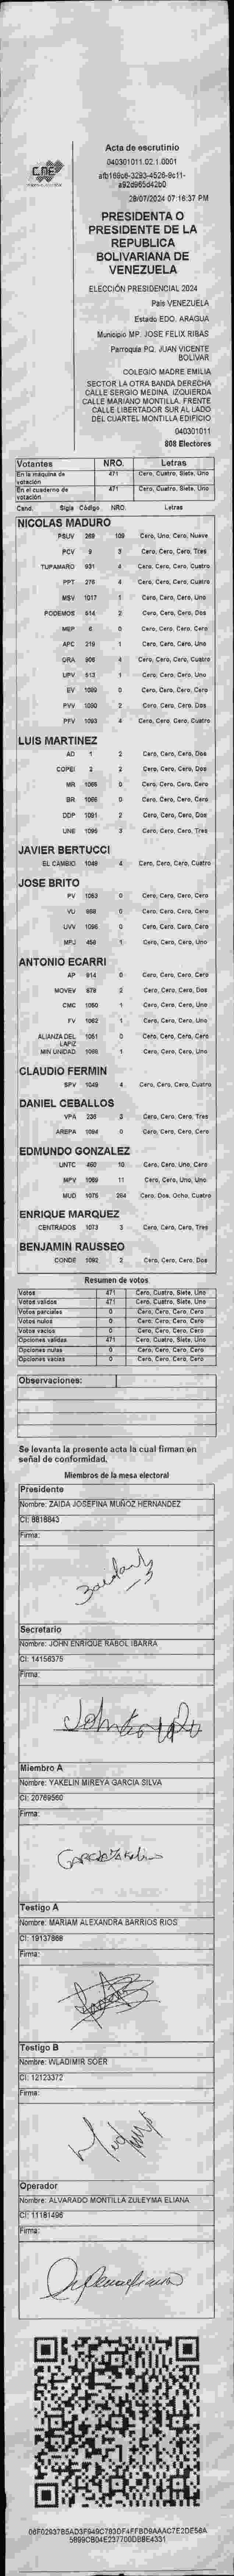 CNE
Acta de escrutinio
040301011.02.1.0001
28/07/2024 07:16:37 PM
PRESIDENTA O
PRESIDENTE DE LA
REPUBLICA
BOLIVARIANA DE
VENEZUELA
ELECCIÓN PRESIDENCIAL 2024
País VENEZUELA
Estado EDO. ARAGUA
Municipio MP. JOSE FELIX RIBAS
Parroquia PQ. JUAN VICENTE
BOLIVAR
COLEGIO MADRE EMILIA
SECTOR LA OTRA BANDA DERECHA
CALLE SERGIO MEDINA. IZQUIERDA
CALLE MARIANO MONTILLA. FRENTE
CALLE LIBERTADOR SUR AL LADO
DEL CUARTEL MONTILLA EDIFICIO
040301011
808 Electores
Votantes NRO. Letras
En la máquina de votación 471 Cero, Cuatro, Siete, Uno
En el cuaderno de votación 471 Cero, Cuatro, Siete, Uno
Cand. Sigla Código NRO. Letras
NICOLAS MADURO
PSUV 269 109 Cero, Uno, Cero, Nueve
PCV 9 3 Cero, Cero, Cero, Tres
TUPAMARO 931 4 Cero, Cero, Cero, Cuatro
PPT 276 4 Cero, Cero, Cero, Cuatro
MSV 1017 1 Cero, Cero, Cero, Uno
PODEMOS 514 2 Cero, Cero, Cero, Dos
MEP 6 0 Cero, Cero, Cero, Cero
APC 219 1 Cero, Cero, Cero, Uno
ORA 906 4 Cero, Cero, Cero, Cuatro
UPV 513 1 Cero, Cero, Cero, Uno
EV 1089 0 Cero, Cero, Cero, Cero
PVV 1090 2 Cero, Cero, Cero, Dos
PFV 1093 4 Cero, Cero, Cero, Cuatro
LUIS MARTINEZ
AD 1 2 Cero, Cero, Cero, Dos
COPEI 2 2 Cero, Cero, Cero, Dos
MR 1065 0 Cero, Cero, Cero, Cero
BR 1066 0 Cero, Cero, Cero, Cero
DDP 1091 2 Cero, Cero, Cero, Dos
UNE 1095 3 Cero, Cero, Cero, Tres
JAVIER BERTUCCI
EL CAMBIO 1048 4 Cero, Cero, Cero, Cuatro
JOSE BRITO
PV 1063 0 Cero, Cero, Cero, Cero
VU 958 0 Cero, Cero, Cero, Cero
UVV 1096 0 Cero, Cero, Cero, Cero
MPJ 458 1 Cero, Cero, Cero, Uno
ANTONIO ECARRI
AP 914 0 Cero, Cero, Cero, Cero
MOVEV 879 2 Cero, Cero, Cero, Dos
CMC 1050 1 Cero, Cero, Cero, Uno
FV 1062 1 Cero, Cero, Cero, Uno
ALIANZA DEL LAPIZ 1051 0 Cero, Cero, Cero, Cero
MIN UNIDAD 1 Cero, Cero, Cero, Uno
CLAUDIO FERMIN
SPV 1049 4 Cero, Cero, Cero, Cuatro
DANIEL CEBALLOS
VPA 236 3 Cero, Cero, Cero, Tres
AREPA 1094 0 Cero, Cero, Cero, Cero
EDMUNDO GONZALEZ
UNTC 460 10 Cero, Cero, Uno, Cero
MPV 1069 11 Cero, Cero, Uno, Uno
MUD 1075 284 Cero, Dos, Ocho, Cuatro
ENRIQUE MARQUEZ
CENTRADOS 1073 3 Cero, Cero, Cero, Tres
BENJAMIN RAUSSEO
CONDE 1092 2 Cero, Cero, Cero, Dos
Resumen de votos
Votos 471 Cero, Cuatro, Siete, Uno
Votos validos 471 Cero, Cuatro, Siete, Uno
Votos parciales 0 Cero, Cero, Cero, Cero
Votos nulos 0 Cero, Cero, Cero, Cero
Votos vacios 0 Cero, Cero, Cero, Cero
Opciones validas 471 Cero, Cuatro, Siete, Uno
Opciones nulas 0 Cero, Cero, Cero, Cero
Opciones vacias 0 Cero, Cero, Cero, Cero
Observaciones:
Se levanta la presente acta la cual firman en
señal de conformidad,
Miembros de la mesa electoral
Presidente
Nombre: ZAIDA JOSEFINA MUÑOZ HERNANDEZ
CI: 8818843
Firma:
Secretario
Nombre: JOHN ENRIQUE RABOL IBARRA
CI: 14156375
Firma:
Miembro A
Nombre: YAKELIN MIREYA GARCIA SILVA
CI: 20769560
Firma:
Testigo A
Nombre: MARIAM ALEXANDRA BARRIOS RIOS
CI: 19137868
Firma:
Testigo B
Nombre: WLADIMIR SOER
CI: 12123372
Firma:
Operador
Nombre: ALVARADO MONTILLA ZULEYMA ELIANA
CI: 11181496
Firma: